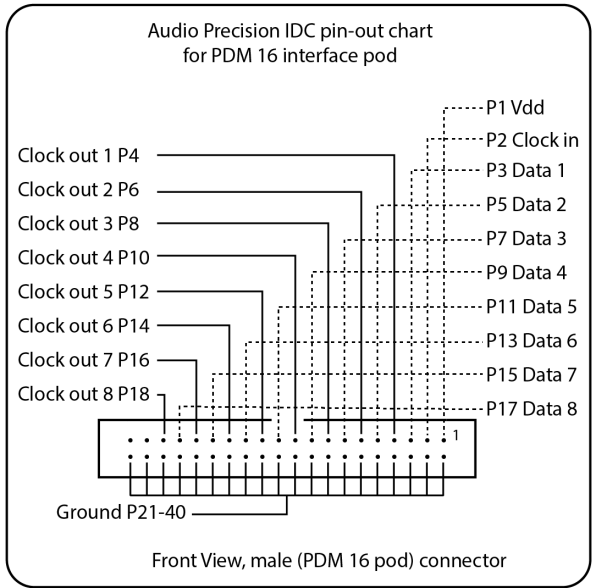 Audio Precision IDC pin-out chart
for PDM 16 interface pod
P1 Vdd
P2 Clock in
Clock out 1 P4
P3 Data 1
Clock out 2 P6
P5 Data 2
Clock out 3 P8
P7 Data 3
Clock out 4 P10
P9 Data 4
Clock out 5 P12
P11 Data 5
Clock out 6 P14
P13 Data 6
Clock out 7 P16
P15 Data 7
Clock out 8 P18
P17 Data 8
1
Ground P21-40
Front View, male (PDM 16 pod) connector